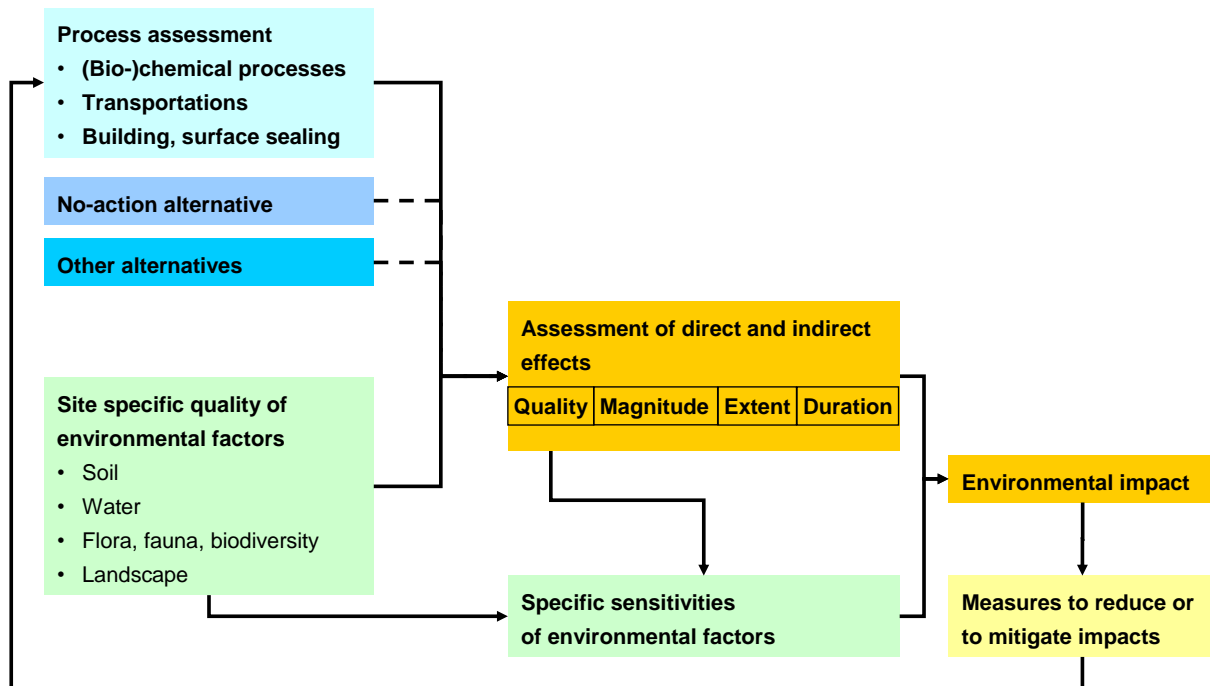 Process assessment
• (Bio-)chemical processes
• Transportations
• Building, surface sealing
No-action alternative
Other alternatives
Assessment of direct and indirect
effects
Quality Magnitude Extent Duration
Site specific quality of
environmental factors
• Soil
• Water
• Flora, fauna, biodiversity
• Landscape
Environmental impact
Specific sensitivities
of environmental factors
Measures to reduce or
to mitigate impacts